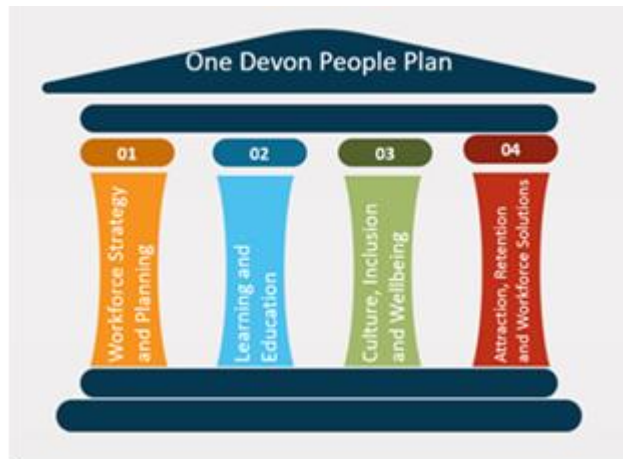 One Devon People Plan
01
02
03
04
Workforce Strategy
and Planning
Learning and
Education
Culture, Inclusion
and Wellbeing
Attraction, Retention
and Workforce Solutions